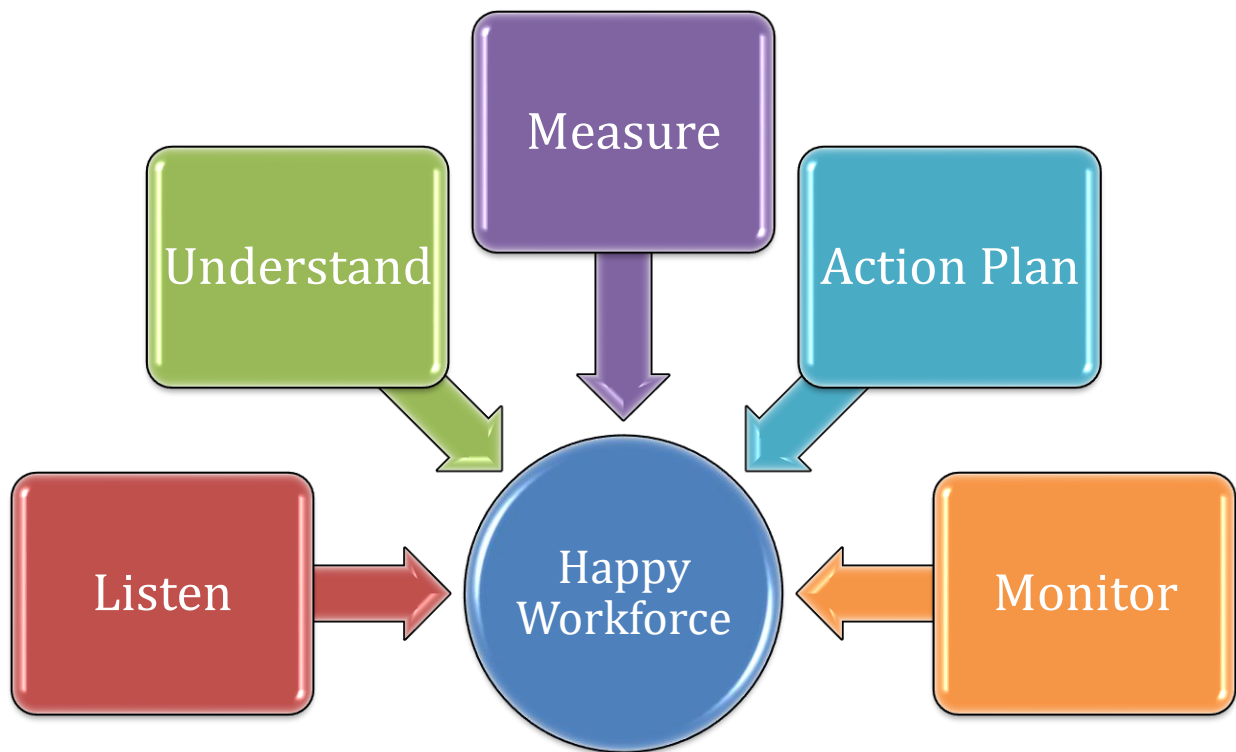 Measure
Understand
Action Plan
Listen
Happy
Workforce
Monitor